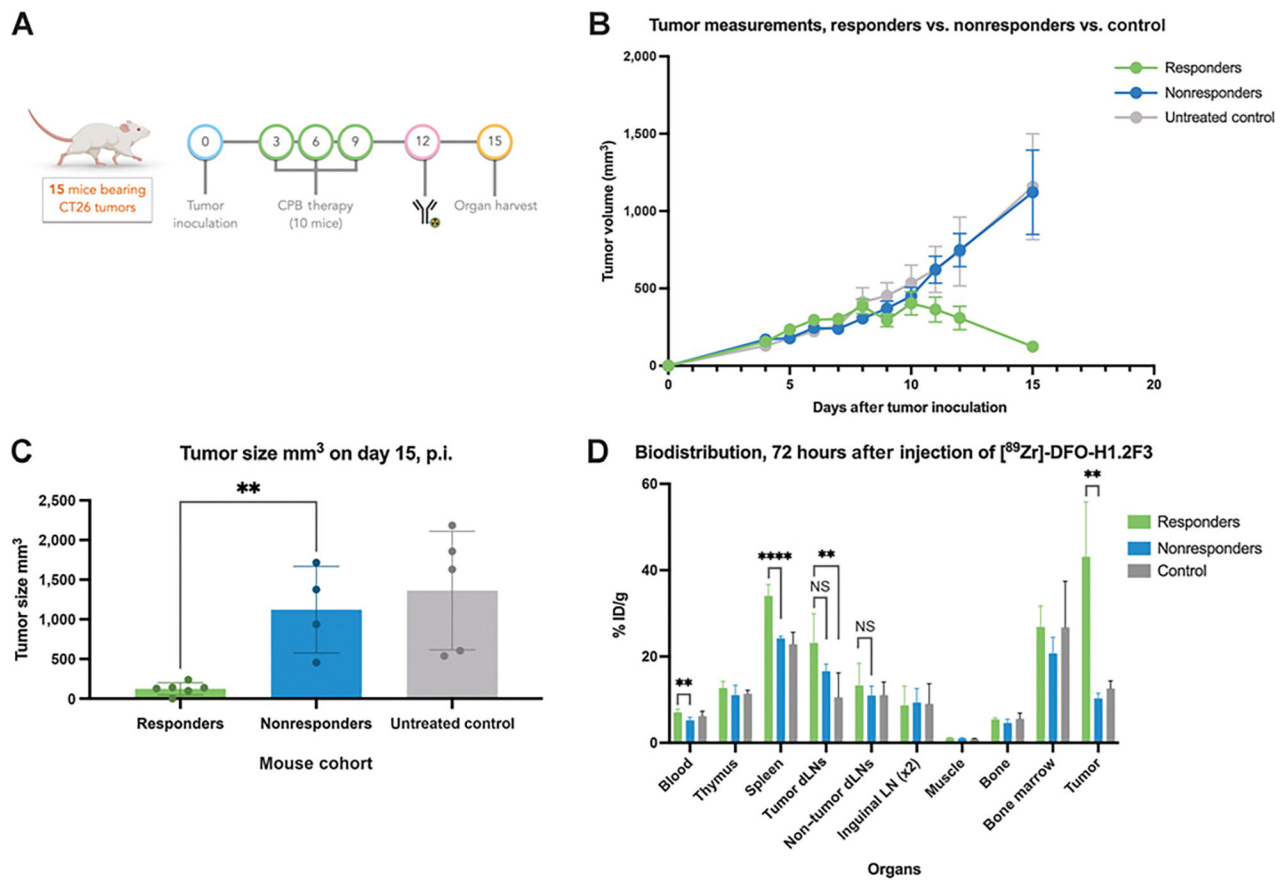 A
15 mice bearing
CT26 tumors
0
3
6
9
12
15
Tumor
inoculation
CPB therapy
(10 mice)
Organ harvest
B
Tumor measurements, responders vs. nonresponders vs. control
2,000
1,500
1,000
500
0
Tumor volume (mm³)
0
5
10
15
20
Days after tumor inoculation
Responders
Nonresponders
Untreated control
C
Tumor size mm³ on day 15, p.i.
**
2,500
2,000
1,500
1,000
500
0
Tumor size mm³
Responders
Nonresponders
Untreated control
Mouse cohort
D
Biodistribution, 72 hours after injection of [⁸⁹Zr]-DFO-H1.2F3
60
40
20
0
% ID/g
**
****
NS
**
NS
**
Responders
Nonresponders
Control
Blood
Thymus
Spleen
Tumor dLNs
Non-tumor dLNs
Inguinal LN (x2)
Muscle
Bone
Bone marrow
Tumor
Organs